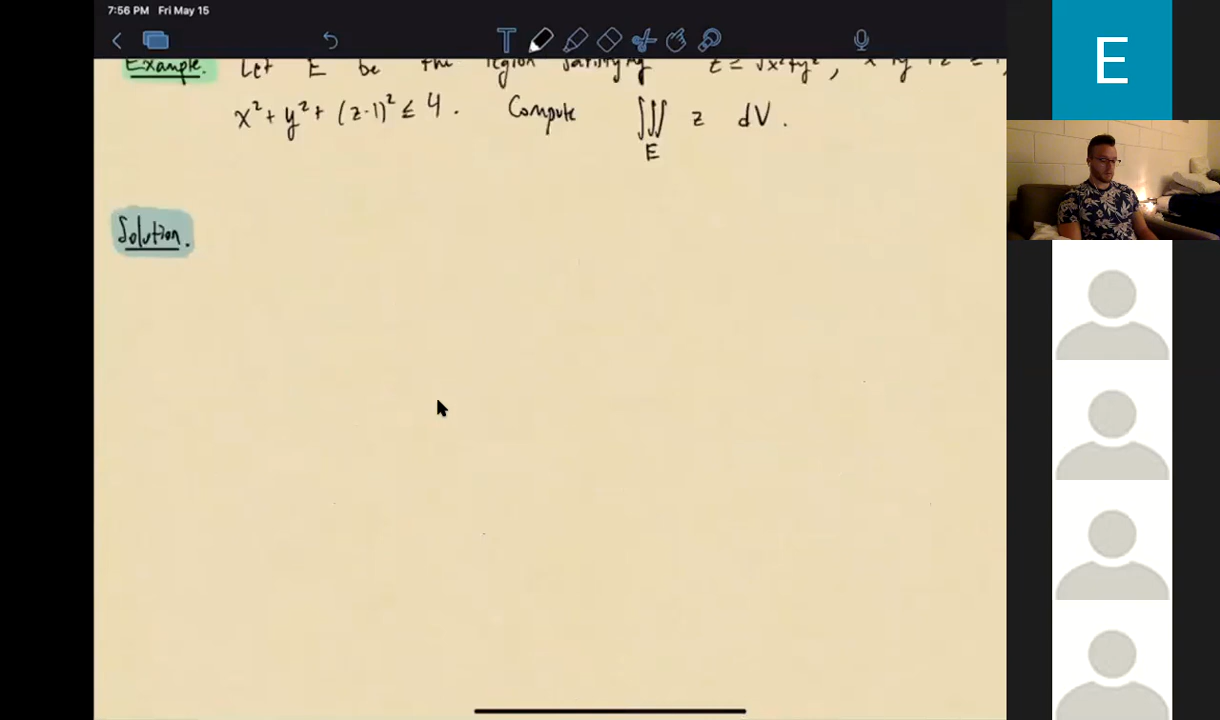 7:56 PM Fri May 15
E
Example. Let E be the region satisfying
x² + y² + (z-1)² ≤ 4. Compute ∭ z dV.
E
Solution.